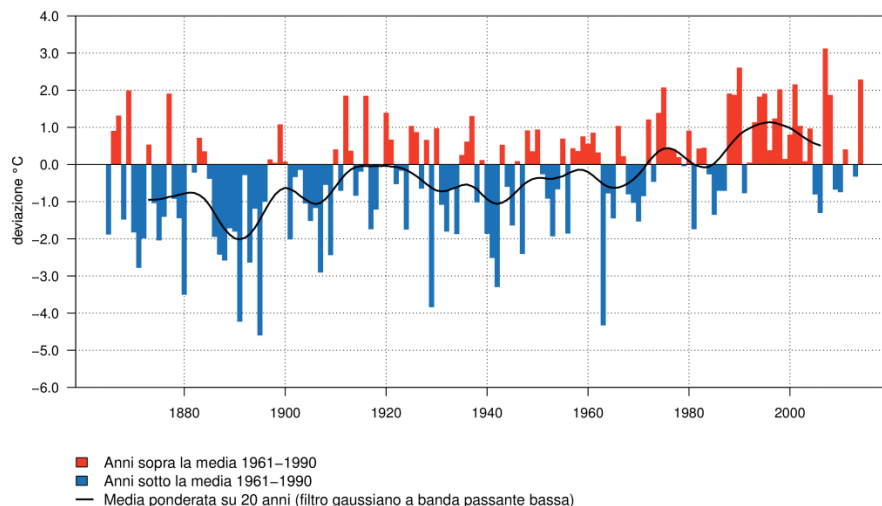 4.0
3.0
2.0
1.0
0.0
−1.0
−2.0
−3.0
−4.0
−5.0
−6.0
deviazione °C
1880 1900 1920 1940 1960 1980 2000
Anni sopra la media 1961−1990
Anni sotto la media 1961−1990
Media ponderata su 20 anni (filtro gaussiano a banda passante bassa)